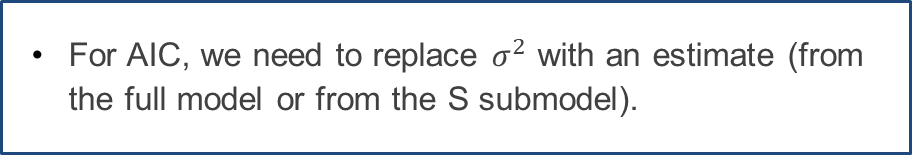 • For AIC, we need to replace σ² with an estimate (from
the full model or from the S submodel).